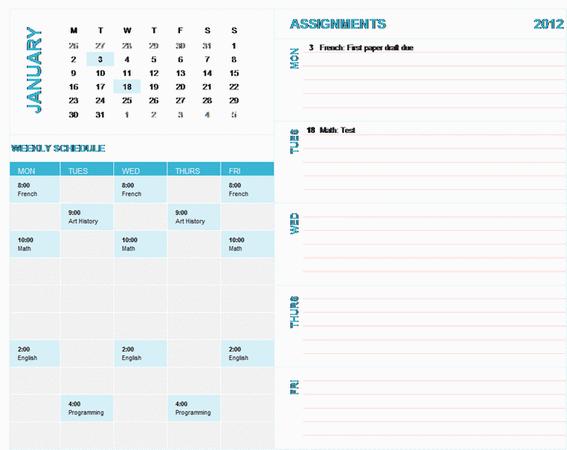 JANUARY
M T W T F S S
26 27 28 29 30 31 1
2 3 4 5 6 7 8
9 10 11 12 13 14 15
16 17 18 19 20 21 22
23 24 25 26 27 28 29
30 31 1 2 3 4 5
WEEKLY SCHEDULE
MON TUES WED THURS FRI
8:00 8:00 8:00
French French French
9:00 9:00
Art History Art History
10:00 10:00 10:00
Math Math Math
2:00 2:00 2:00
English English English
4:00 4:00
Programming Programming
ASSIGNMENTS 2012
MON
3 French: First paper draft due
TUES
18 Math: Test
WED
THURS
FRI